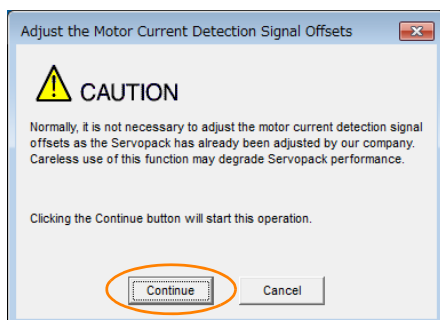 Adjust the Motor Current Detection Signal Offsets
CAUTION
Normally, it is not necessary to adjust the motor current detection signal
offsets as the Servopack has already been adjusted by our company.
Careless use of this function may degrade Servopack performance.
Clicking the Continue button will start this operation.
Continue
Cancel